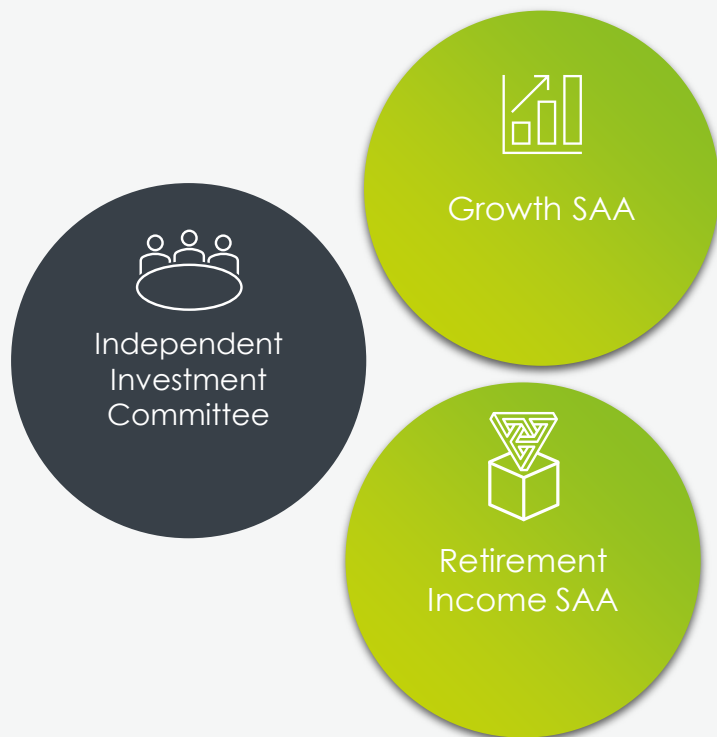 Growth SAA
Independent
Investment
Committee
Retirement
Income SAA